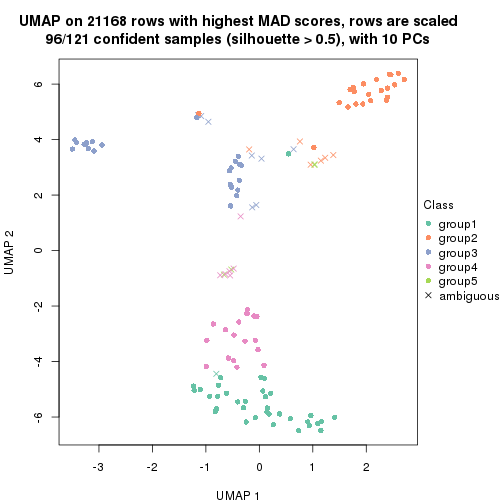 UMAP on 21168 rows with highest MAD scores, rows are scaled
96/121 confident samples (silhouette > 0.5), with 10 PCs
6
4
2
0
-2
-4
-6
UMAP 2
-3
-2
-1
0
1
2
UMAP 1
Class
group1
group2
group3
group4
group5
ambiguous